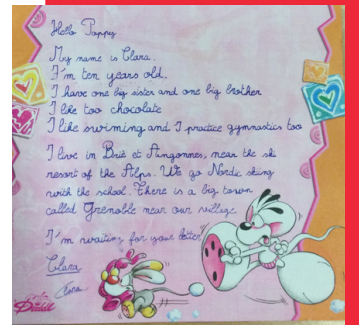 Hello Poppy
My name is Clara.
I'm ten years old.
I have one big sister and one big brother
I like too chocolate
I like swiming and I practice gymnastics too
I live in Brié et Angonnes, near the ski
resort of the Alps. We go Nordic skiing
with the school. There is a big town
called Grenoble near our village.
I'm waiting for your letter
Clara
Clara
Diddl